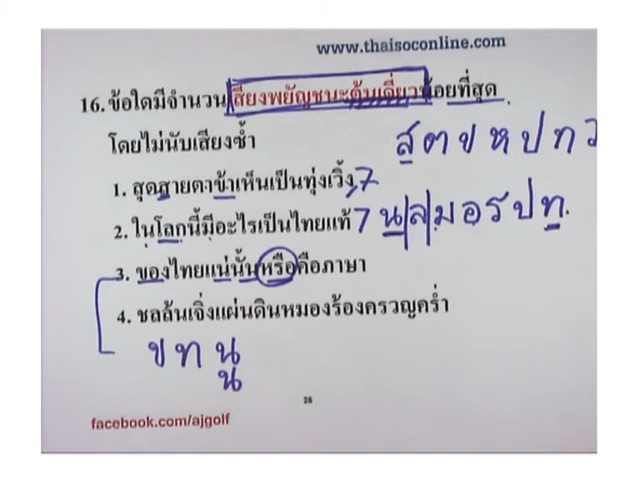 www.thaisoconline.com
16. ข้อใดมีจำนวนเสียงพยัญชนะต้นเดี่ยวน้อยที่สุด
โดยไม่นับเสียงซ้ำ
ส ต ข ห ป ท ว
1. สุดสายตาข้าเห็นเป็นทุ่งเวิ้ง, 7
2. ในโลกนี้มีอะไรเป็นไทยแท้ 7 น ล ม อ ร ป ท
3. ของไทยแน่นั้นหรือคือภาษา
4. ชลล้นเจิ่งแผ่นดินหมองร้องครวญคร่ำ
ข ท น
น
28
facebook.com/ajgolf